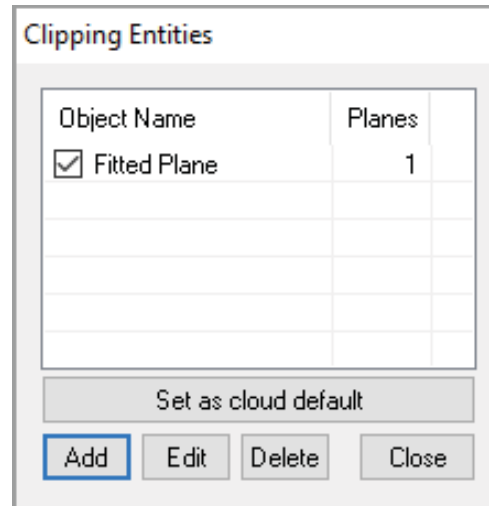 Clipping Entities
Object Name Planes
Fitted Plane 1
Set as cloud default
Add Edit Delete Close